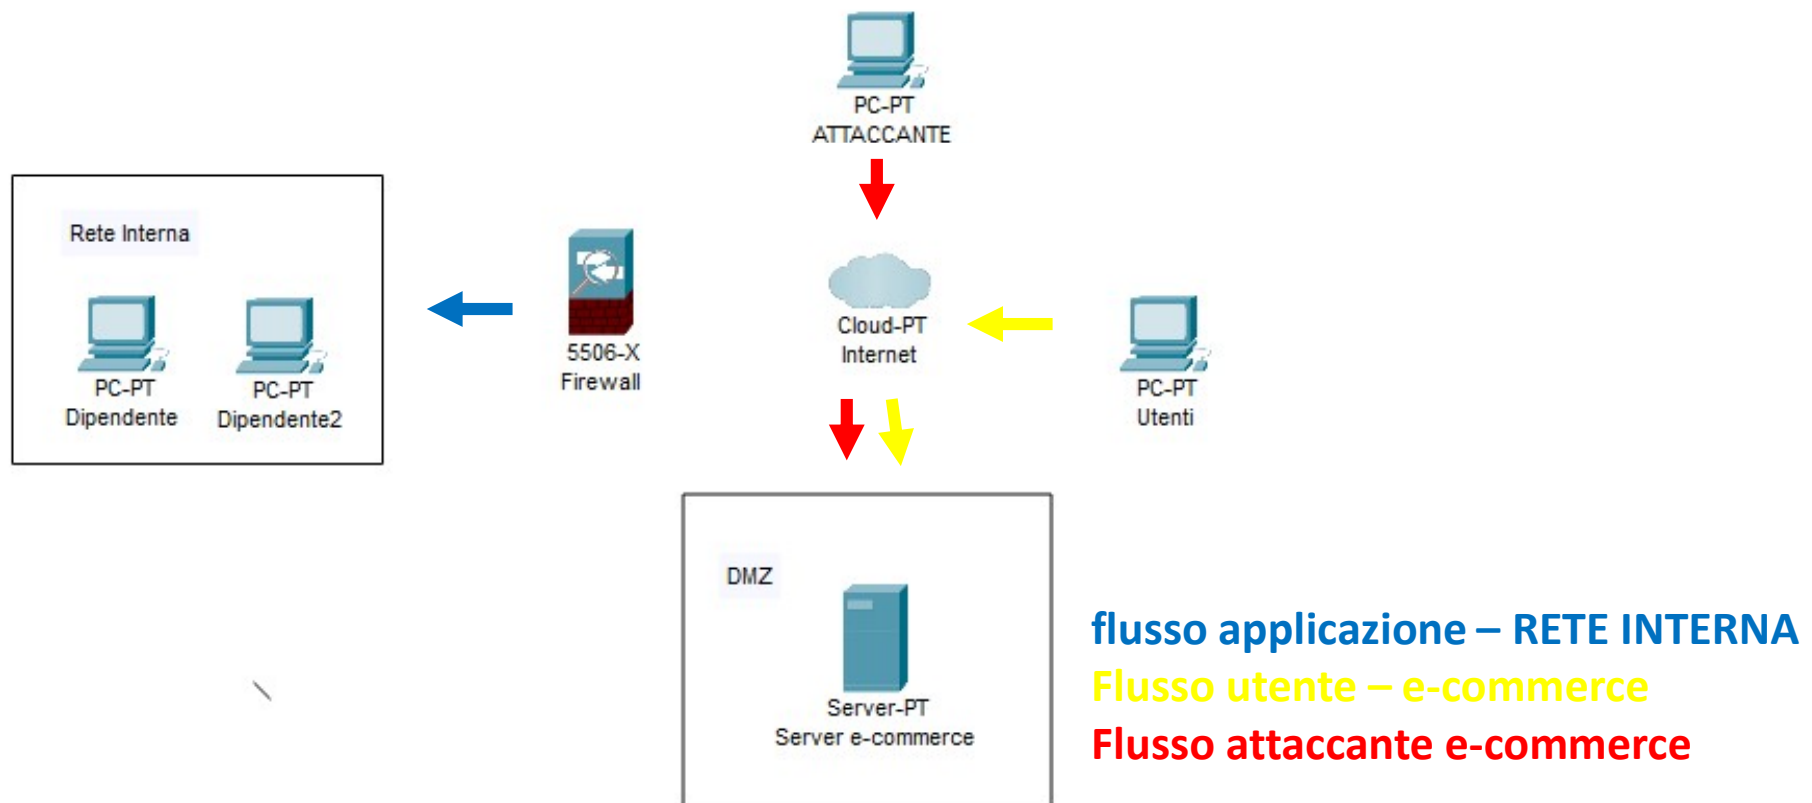 PC-PT
ATTACCANTE
Rete Interna
PC-PT
Dipendente
PC-PT
Dipendente2
5506-X
Firewall
Cloud-PT
Internet
PC-PT
Utenti
DMZ
Server-PT
Server e-commerce
flusso applicazione – RETE INTERNA
Flusso utente – e-commerce
Flusso attaccante e-commerce